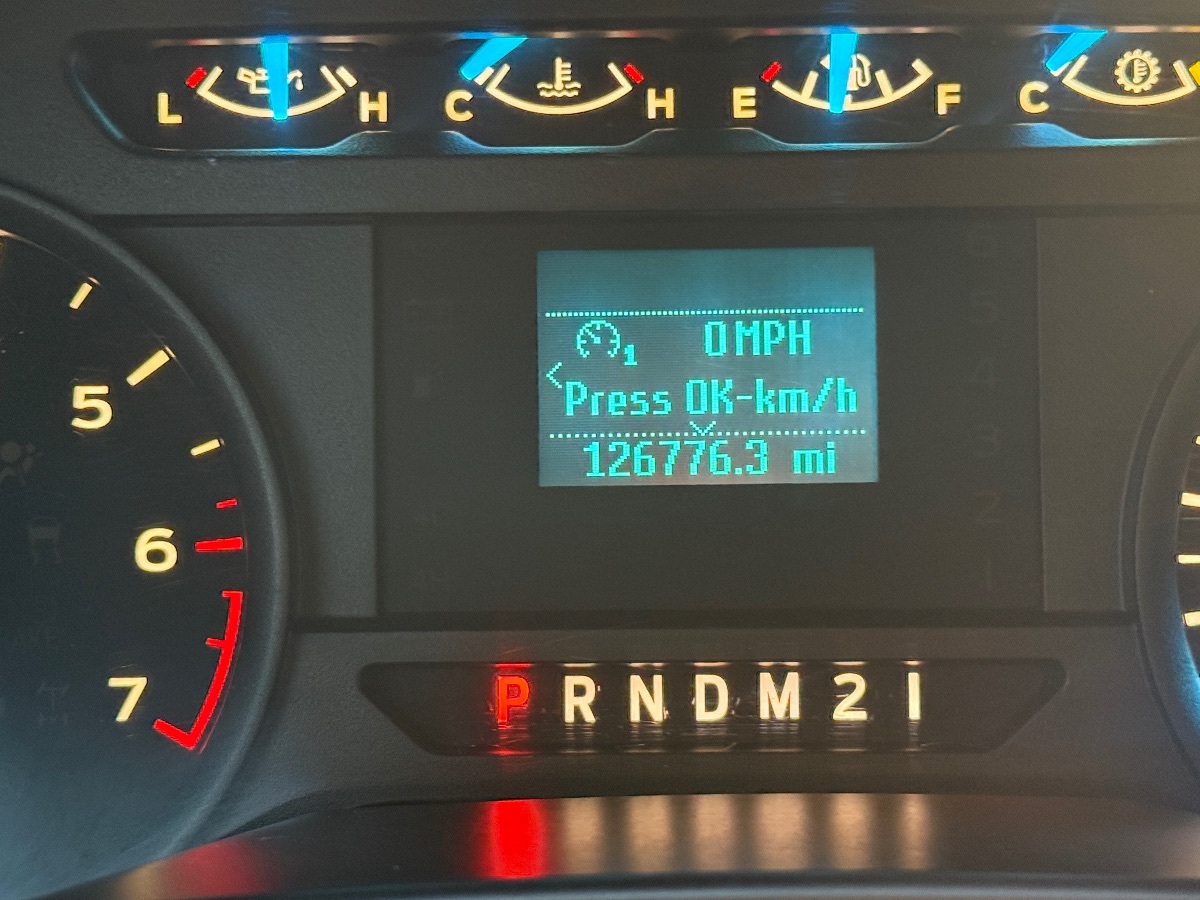 L H C H E F C
0 MPH
Press OK-km/h
126776.3 mi
5
6
7
P R N D M 2 1